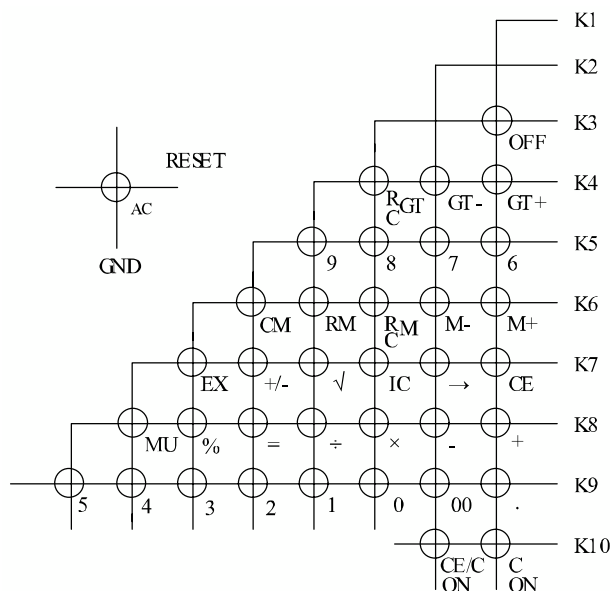 K1
K2
K3
OFF
RESET
K4
AC
R
C GT
GT -
GT +
GND
K5
9
8
7
6
K6
CM
RM
R
C M
M-
M+
K7
EX
+/-
√
IC
→
CE
K8
MU
%
=
÷
×
-
+
K9
5
4
3
2
1
0
00
.
K10
CE/C
ON
C
ON